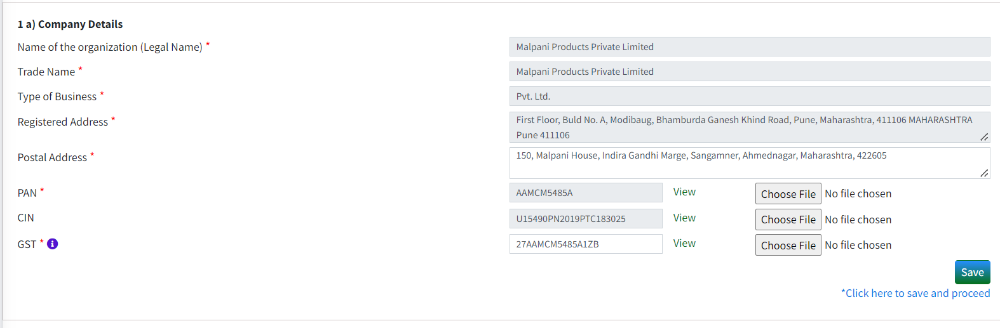 1 a) Company Details
Name of the organization (Legal Name) * Malpani Products Private Limited
Trade Name * Malpani Products Private Limited
Type of Business * Pvt. Ltd.
Registered Address * First Floor, Buld No. A, Modibaug, Bhamburda Ganesh Khind Road, Pune, Maharashtra, 411106 MAHARASHTRA
Pune 411106
Postal Address * 150, Malpani House, Indira Gandhi Marge, Sangamner, Ahmednagar, Maharashtra, 422605
PAN * AAMCM5485A View Choose File No file chosen
CIN U15490PN2019PTC183025 View Choose File No file chosen
GST * i 27AAMCM5485A1ZB View Choose File No file chosen
Save
*Click here to save and proceed